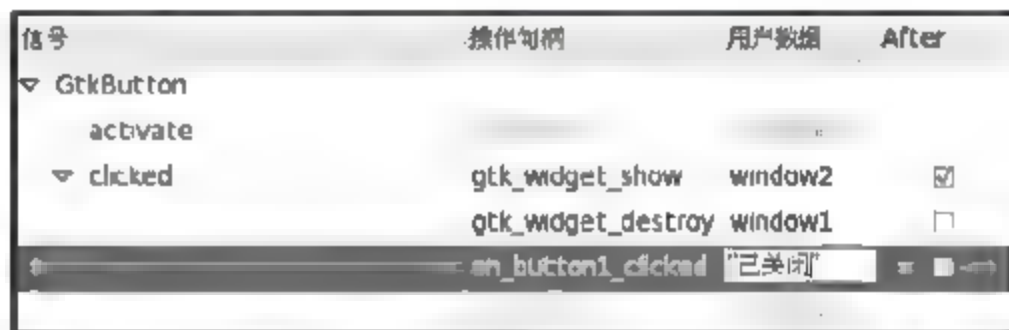 信号 操作句柄 用户数据 After
GtkButton
activate
clicked gtk_widget_show window2
gtk_widget_destroy window1
on_button1_clicked "已关闭"